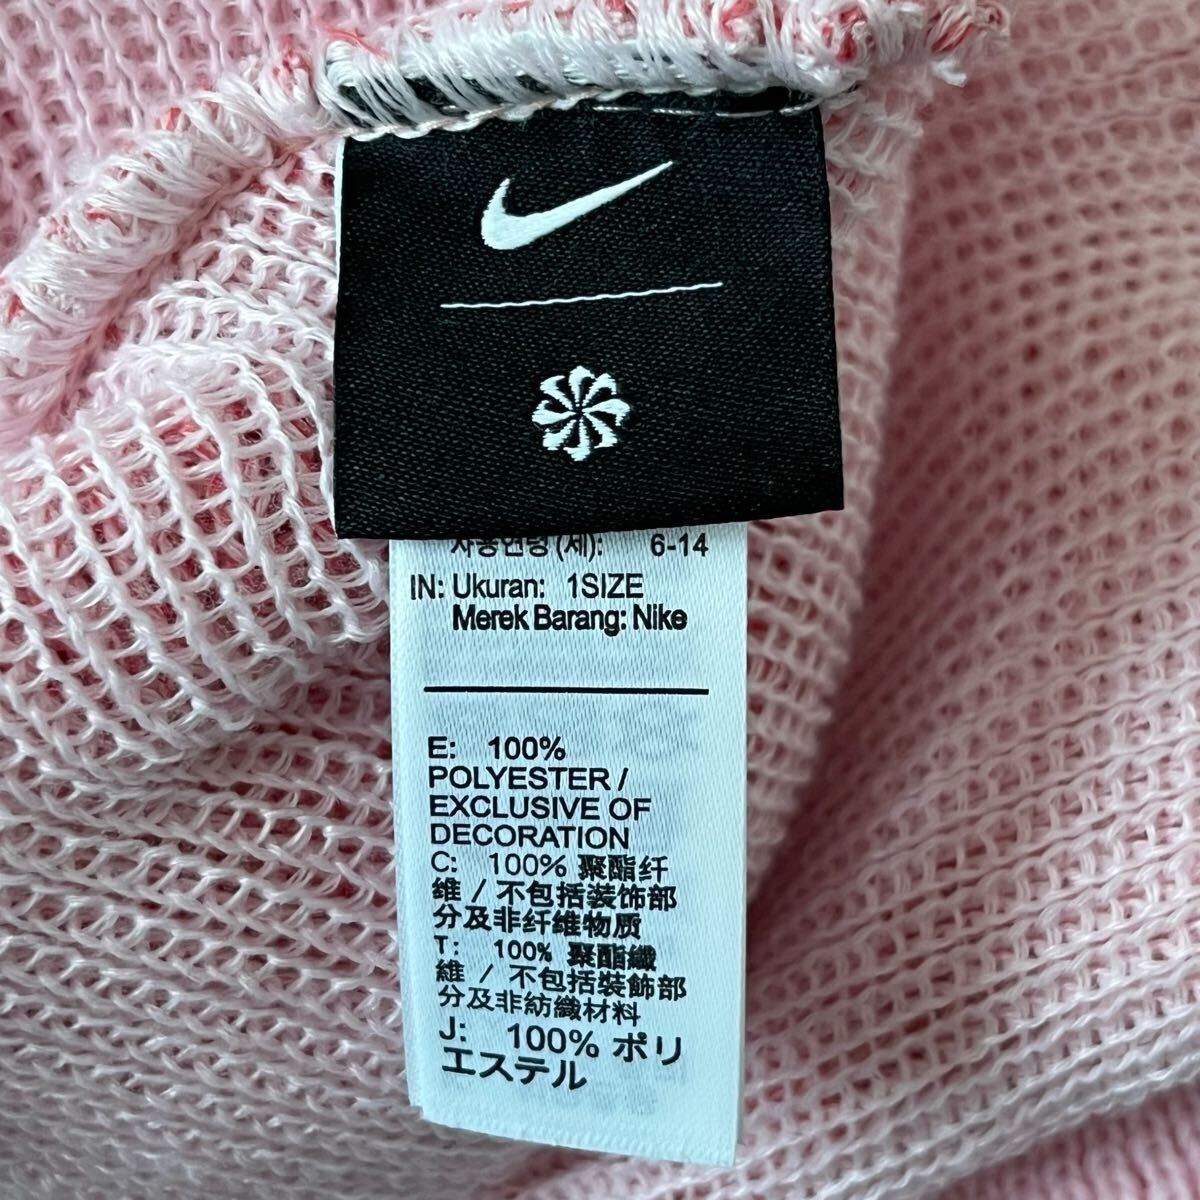 사용연령 (세): 6-14
IN: Ukuran: 1SIZE
Merek Barang: Nike
E: 100%
POLYESTER /
EXCLUSIVE OF
DECORATION
C: 100% 聚酯纤
维 / 不包括装饰部
分及非纤维物质
T: 100% 聚酯纖
維 / 不包括裝飾部
分及非紡織材料
J: 100% ポリ
エステル